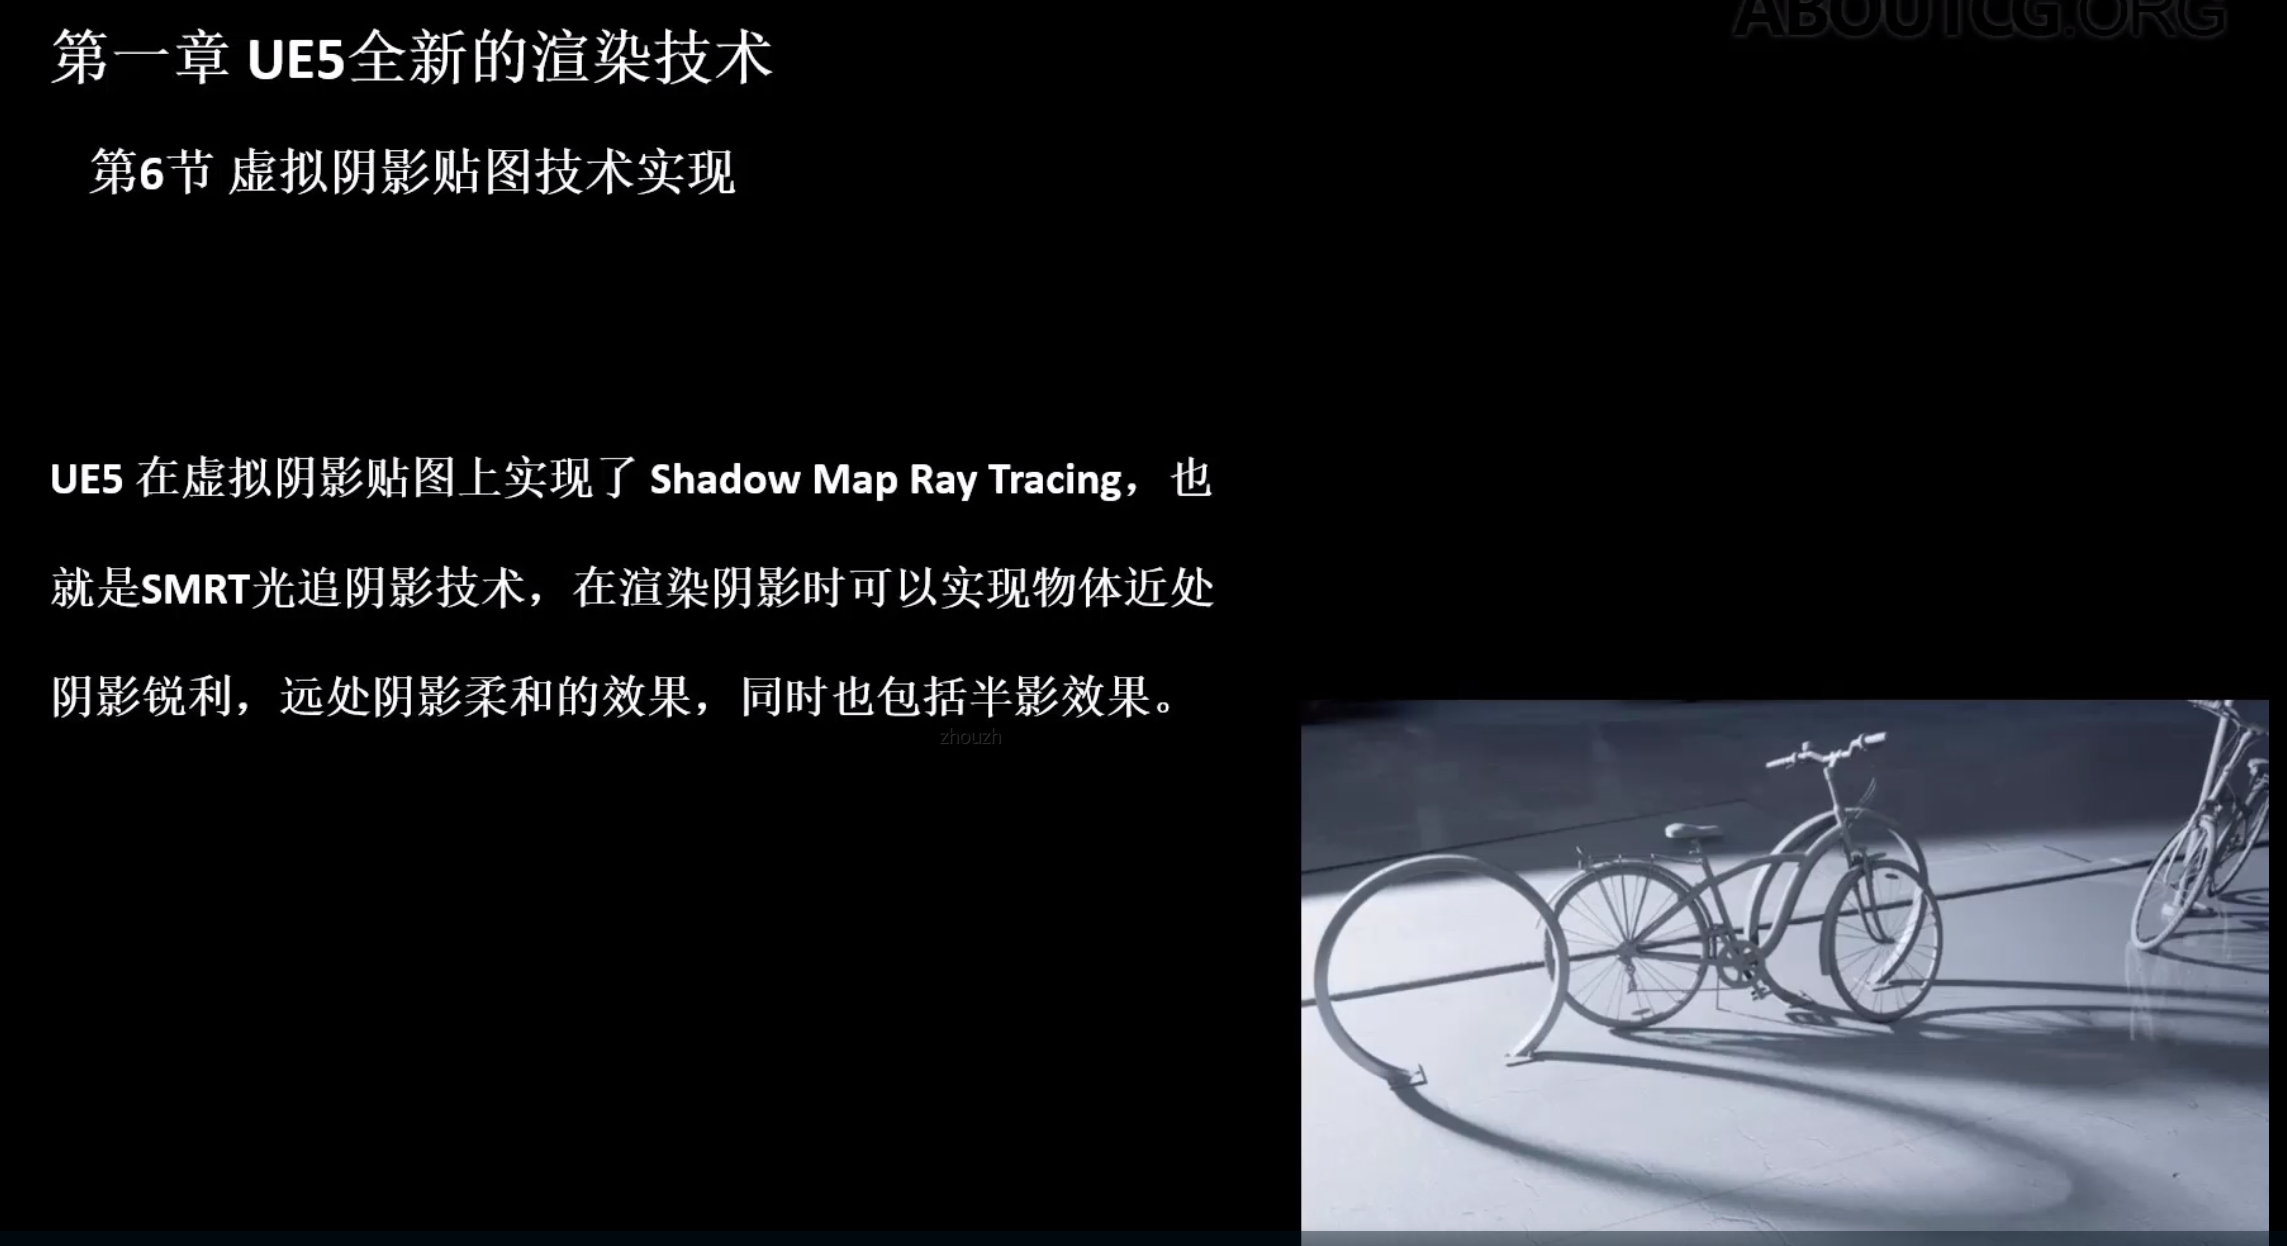 ABOUTCG.ORG
第一章 UE5全新的渲染技术
第6节 虚拟阴影贴图技术实现
UE5 在虚拟阴影贴图上实现了 Shadow Map Ray Tracing，也
就是SMRT光追阴影技术，在渲染阴影时可以实现物体近处
阴影锐利，远处阴影柔和的效果，同时也包括半影效果。
zhouzh